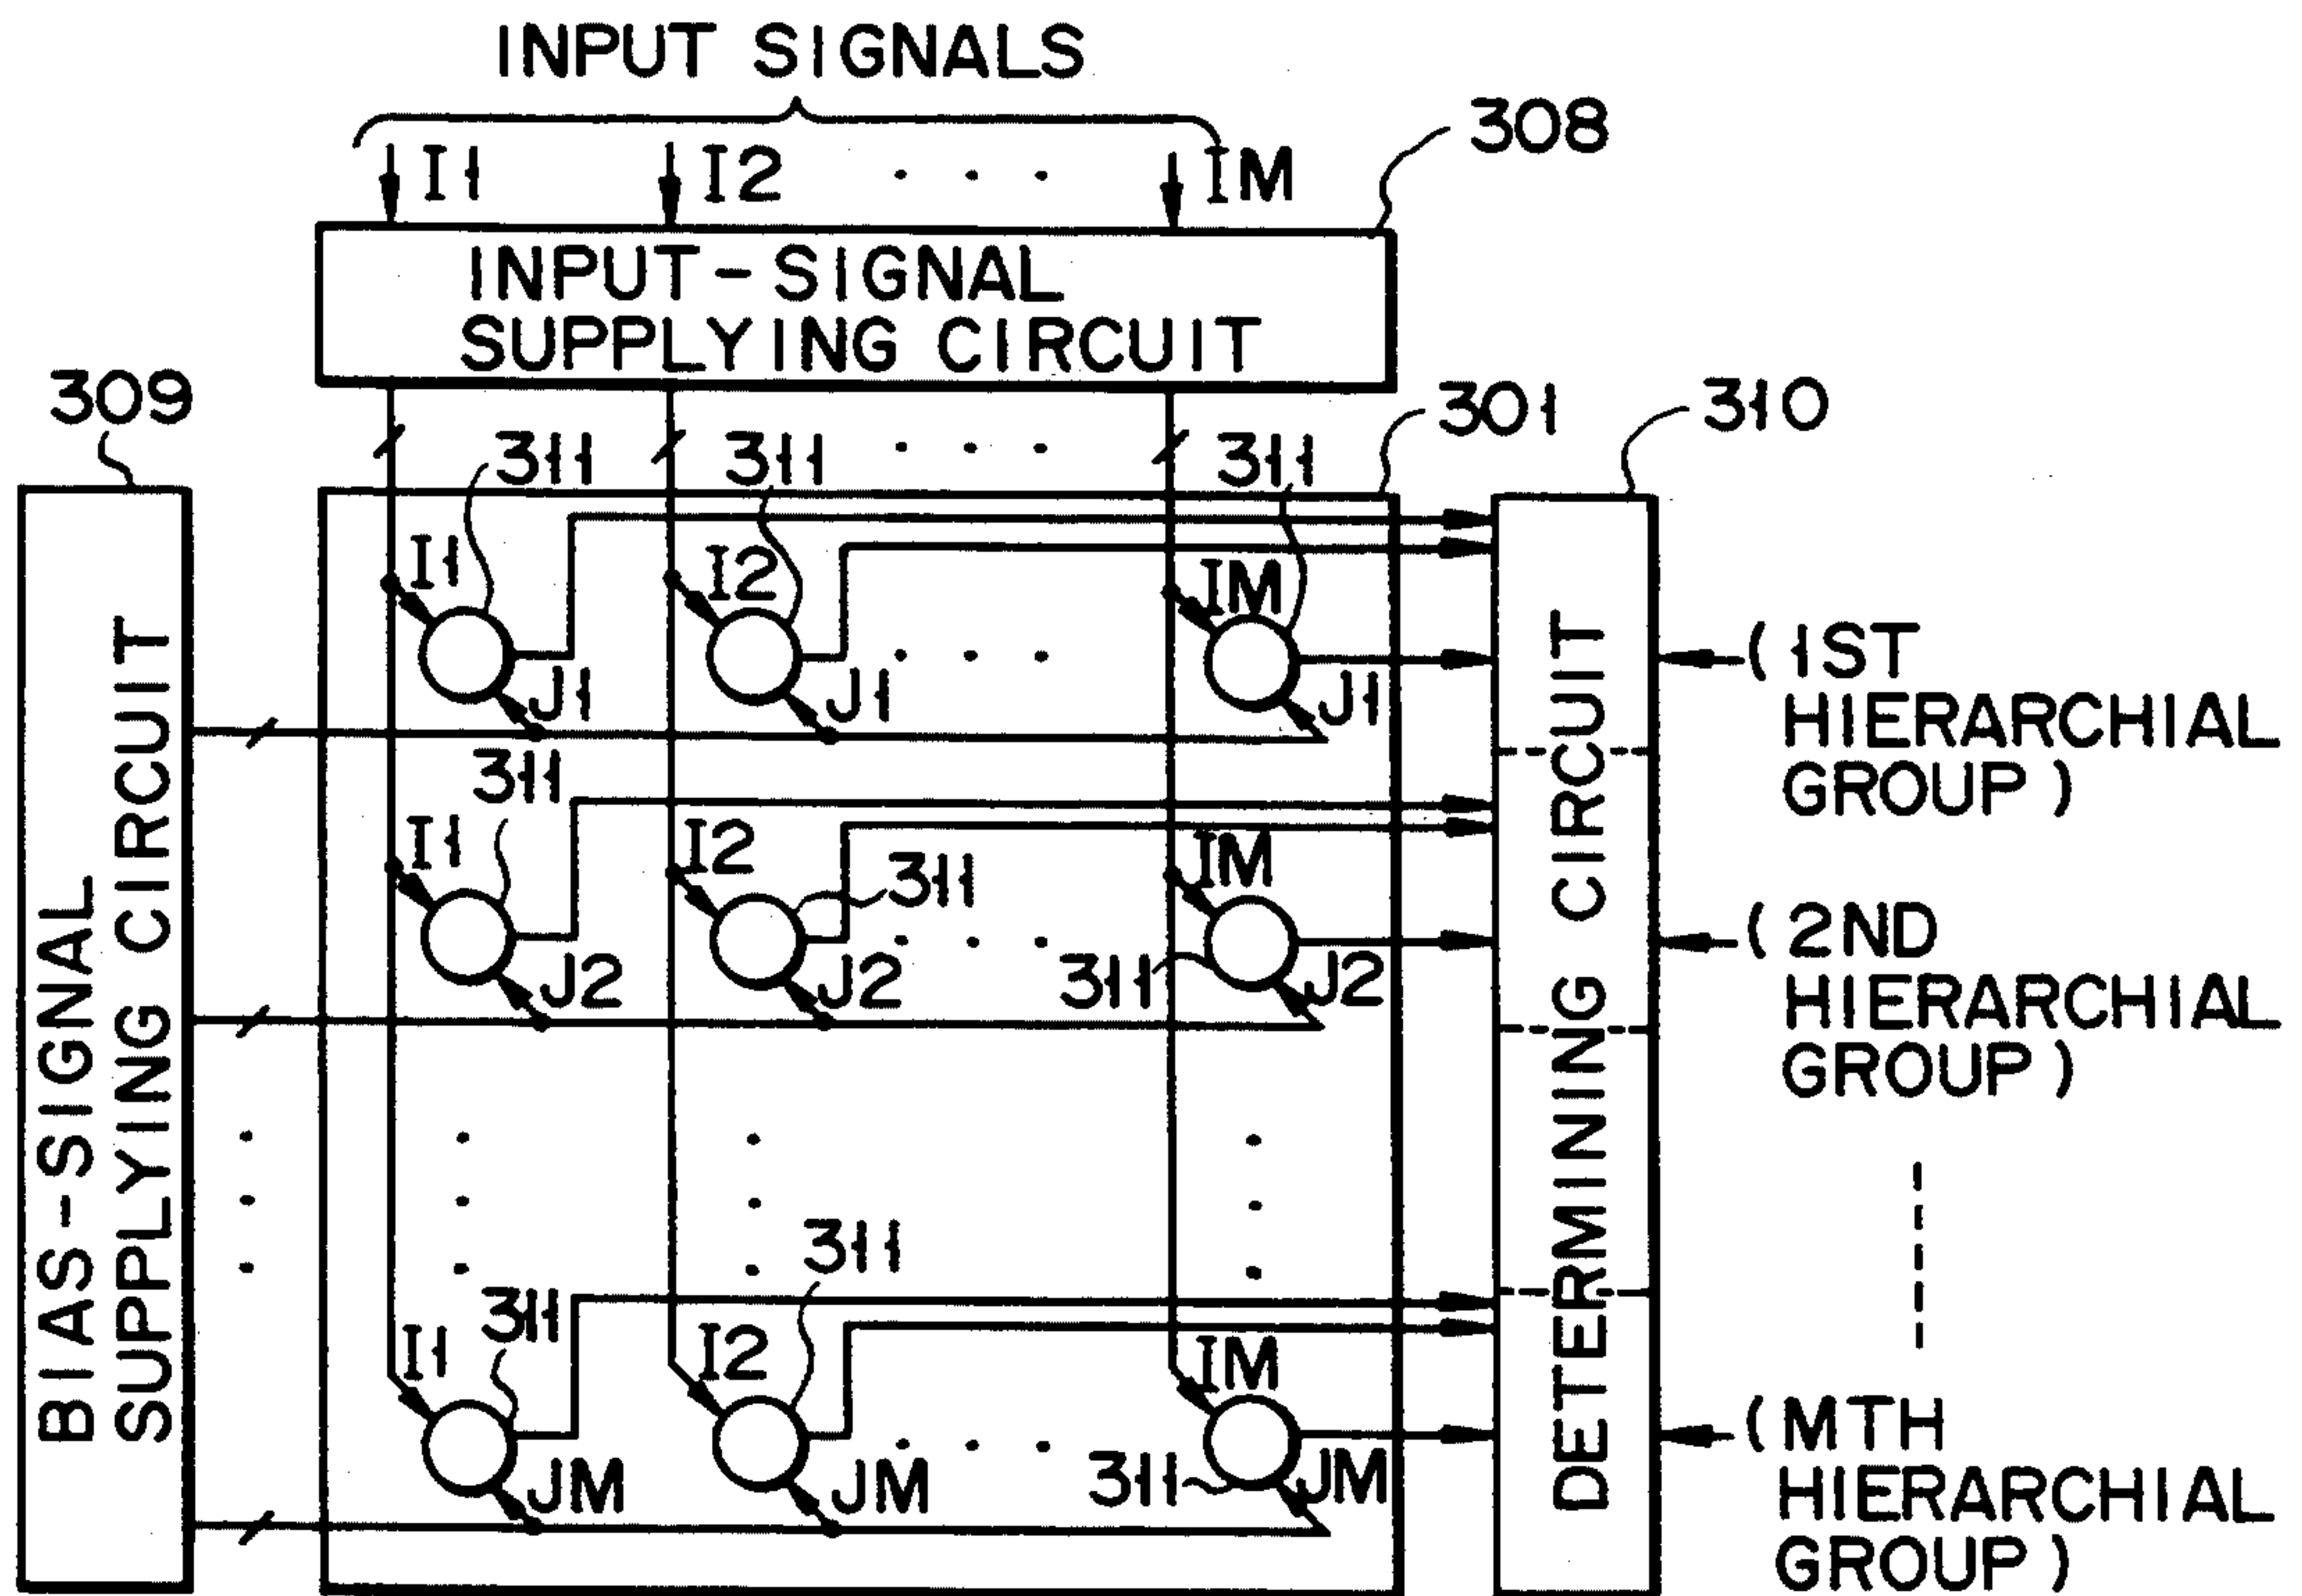 INPUT SIGNALS
I1 I2 . . . IM
308
INPUT-SIGNAL
SUPPLYING CIRCUIT
309
301
310
311 311 . . . 311
I1 I2 IM
. . .
J1 J1 J1
(1ST
HIERARCHIAL
GROUP)
311
I1 I2 IM
311
. . .
311
J2 J2 J2
(2ND
HIERARCHIAL
GROUP)
BIAS-SIGNAL
SUPPLYING CIRCUIT
DETERMINING CIRCUIT
311
311
I1 I2 IM
. . .
311
JM JM JM
(MTH
HIERARCHIAL
GROUP)